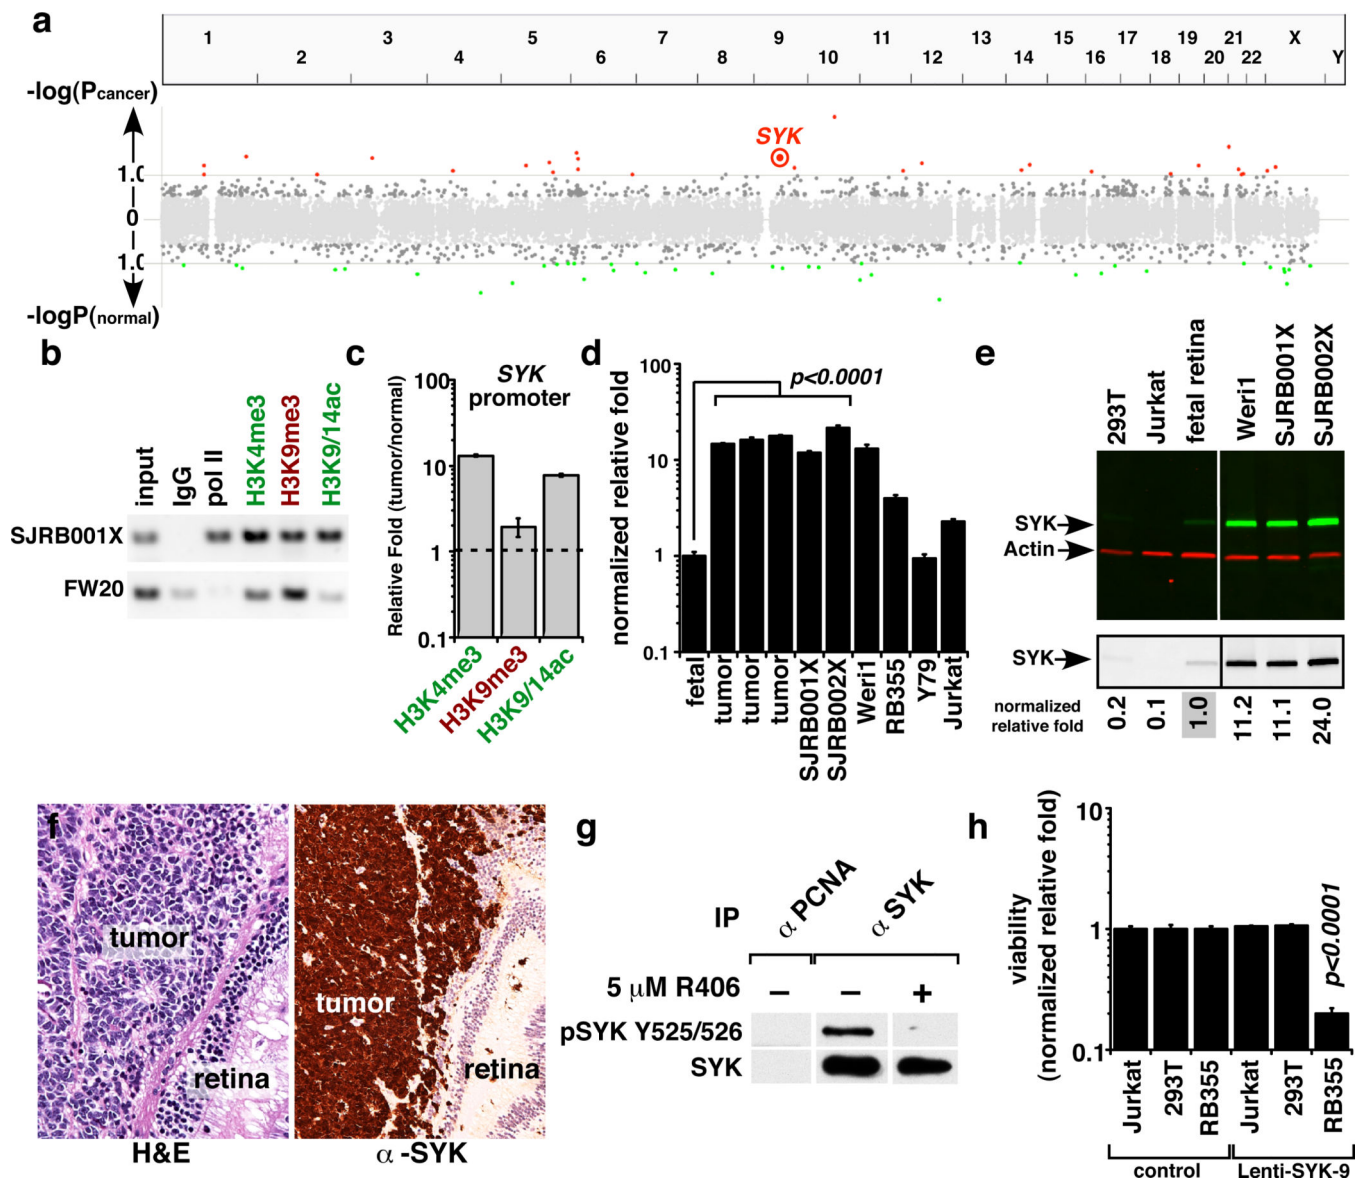 a
1 3 5 7 9 11 13 15 17 19 21 X
2 4 6 8 10 12 14 16 18 20 22 Y
-log(Pcancer)
SYK
1.0
0
1.0
-logP(normal)
b
input
IgG
pol II
H3K4me3
H3K9me3
H3K9/14ac
SJRB001X
FW20
c
SYK
promoter
Relative Fold (tumor/normal)
100
10
1
0.1
H3K4me3
H3K9me3
H3K9/14ac
d
p<0.0001
normalized relative fold
100
10
1
0.1
fetal
tumor
tumor
tumor
SJRB001X
SJRB002X
Weri1
RB355
Y79
Jurkat
e
293T
Jurkat
fetal retina
Weri1
SJRB001X
SJRB002X
SYK
Actin
SYK
normalized
relative fold
0.2
0.1
1.0
11.2
11.1
24.0
f
tumor
retina
H&E
tumor
retina
α -SYK
g
IP
α PCNA
α SYK
5 μM R406
− − +
pSYK Y525/526
SYK
h
viability
(normalized relative fold)
10
1
0.1
p<0.0001
Jurkat
293T
RB355
Jurkat
293T
RB355
control
Lenti-SYK-9